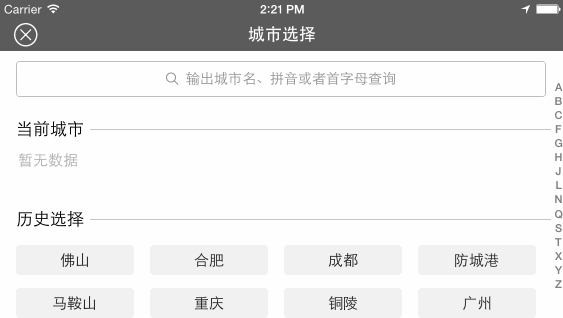 Carrier 2:21 PM
城市选择
输出城市名、拼音或者首字母查询
当前城市
暂无数据
历史选择
佛山 合肥 成都 防城港
马鞍山 重庆 铜陵 广州
A
B
C
F
G
H
J
L
N
Q
S
T
X
Y
Z